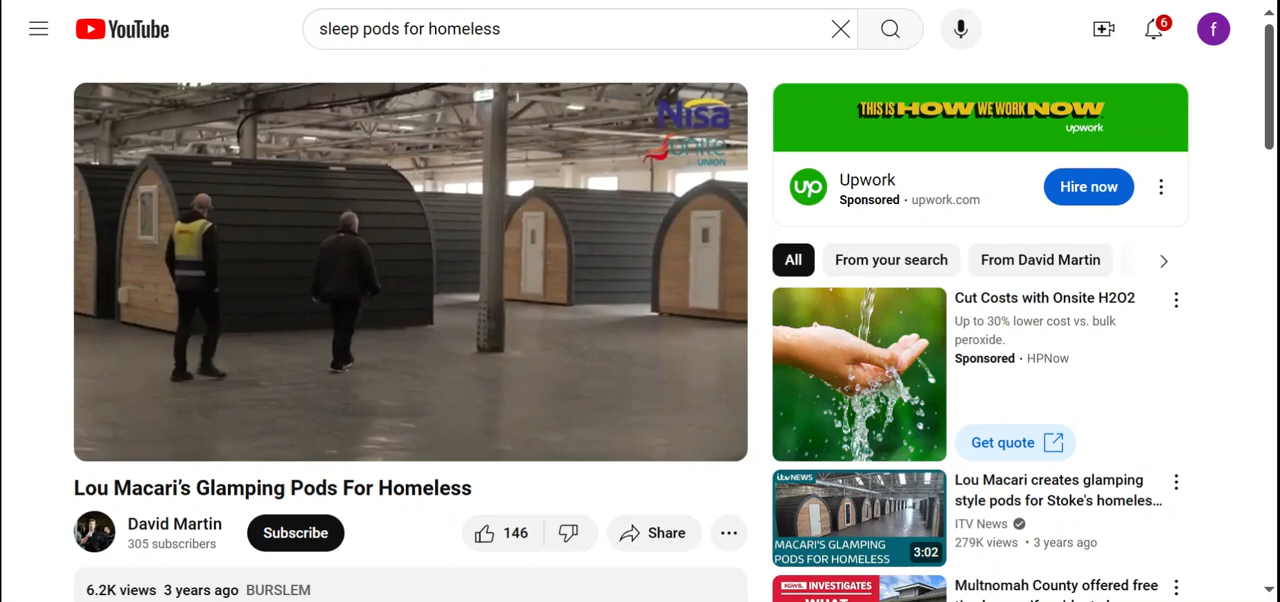 YouTube
sleep pods for homeless
6
f
Nisa
unite
UNION
THIS IS HOW WE WORK NOW
upwork
up
Upwork
Sponsored · upwork.com
Hire now
All
From your search
From David Martin
Cut Costs with Onsite H2O2
Up to 30% lower cost vs. bulk
peroxide.
Sponsored · HPNow
Get quote
Lou Macari’s Glamping Pods For Homeless
David Martin
305 subscribers
Subscribe
146
Share
6.2K views 3 years ago BURSLEM
itv NEWS
MACARI'S GLAMPING
PODS FOR HOMELESS
3:02
Lou Macari creates glamping
style pods for Stoke's homeles...
ITV News
279K views • 3 years ago
KGW8 INVESTIGATES
WHAT
Multnomah County offered free